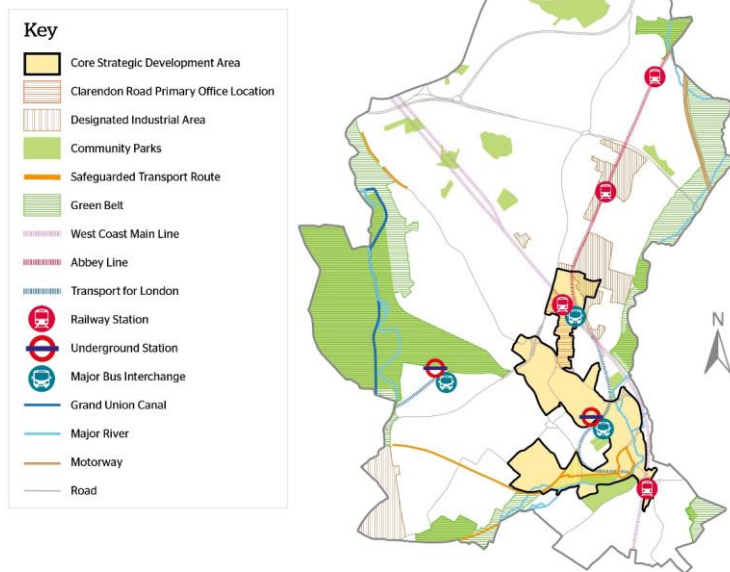 Key
Core Strategic Development Area
Clarendon Road Primary Office Location
Designated Industrial Area
Community Parks
Safeguarded Transport Route
Green Belt
West Coast Main Line
Abbey Line
Transport for London
Railway Station
Underground Station
Major Bus Interchange
Grand Union Canal
Major River
Motorway
Road
N